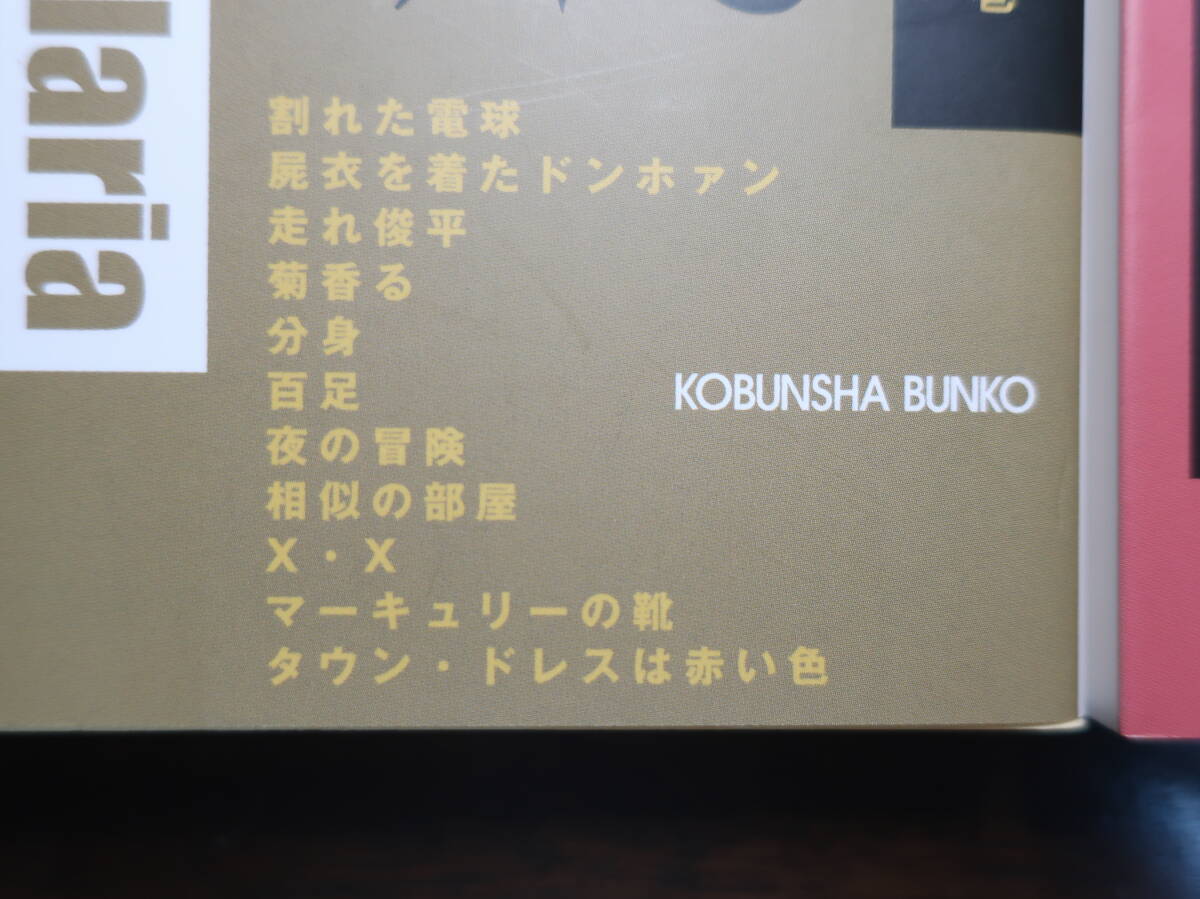 割れた電球
屍衣を着たドンホァン
走れ俊平
菊香る
分身
百足
夜の冒険
相似の部屋
X・X
マーキュリーの靴
タウン・ドレスは赤い色
KOBUNSHA BUNKO
laria